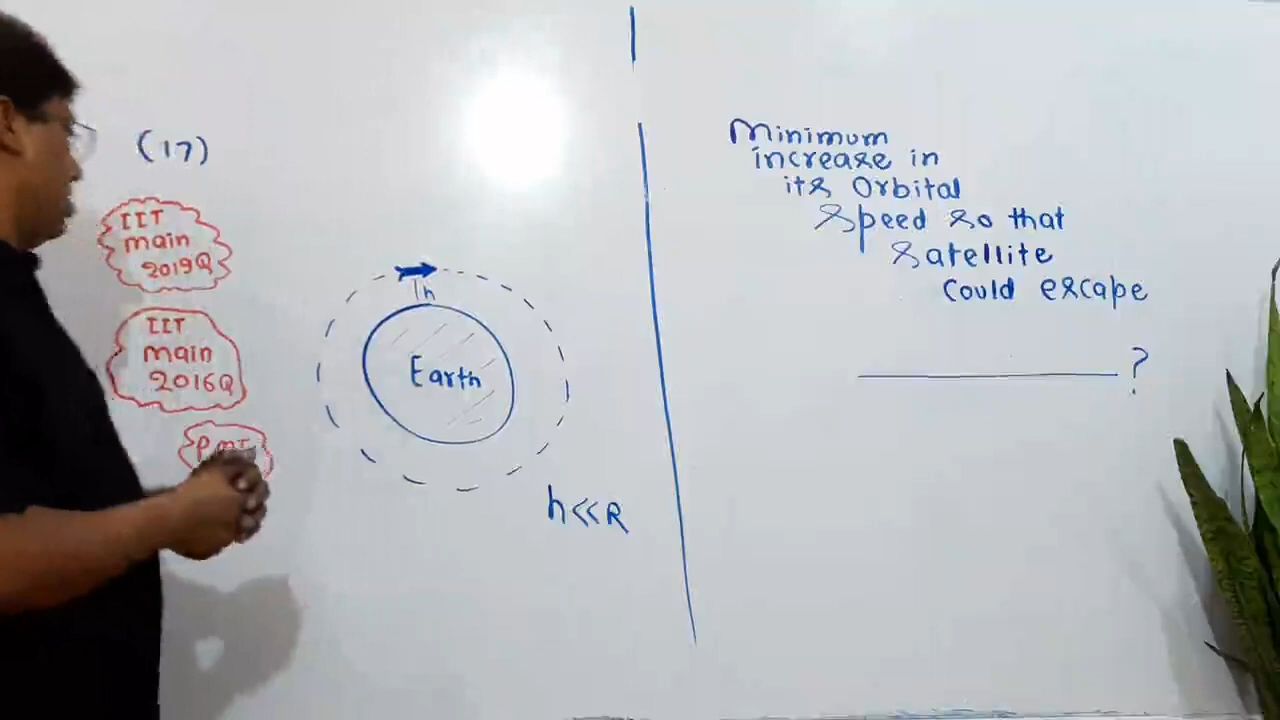 (17)
IIT
main
2019Q
IIT
main
2016Q
h
Earth
h<<R
Minimum
increase in
its Orbital
Speed so that
Satellite
Could escape
?